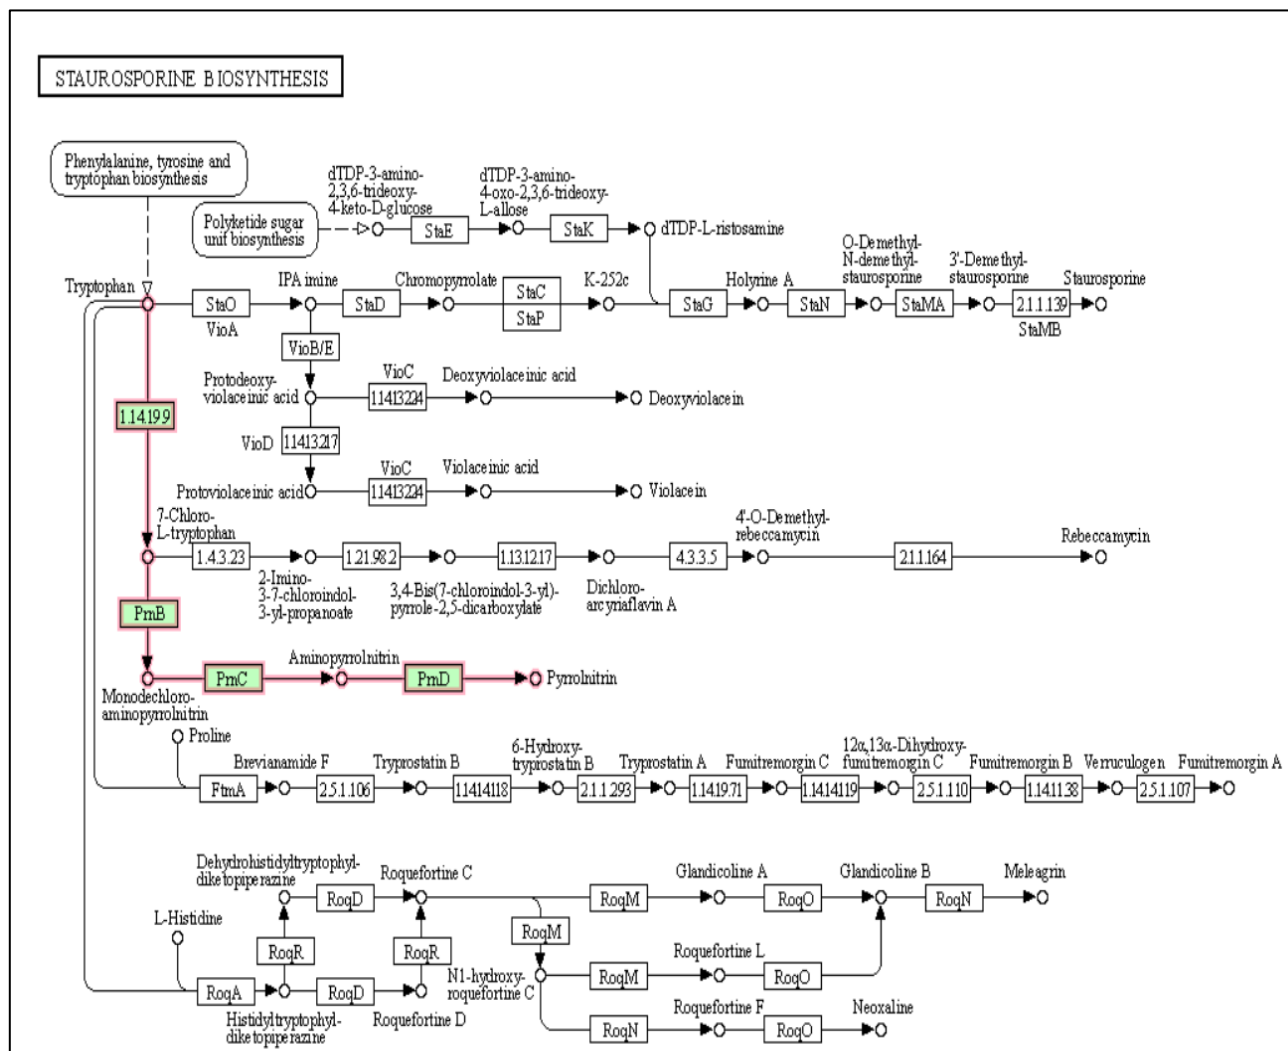 STAUROSPORINE BIOSYNTHESIS
Phenylalanine, tyrosine and
tryptophan biosynthesis
Polyketide sugar
unit biosynthesis
dTDP-3-amino-
2,3,6-trideoxy-
4-keto-D-glucose
StaE
dTDP-3-amino-
4-oxo-2,3,6-trideoxy-
L-allose
StaK
dTDP-L-ristosamine
Tryptophan
StaO
VioA
IPA imine
StaD
Chromopyrrolate
StaC
StaP
K-252c
StaG
Holyrine A
StaN
O-Demethyl-
N-demethyl-
staurosporine
StaMA
3'-Demethyl-
staurosporine
2.1.1.139
StaMB
Staurosporine
VioB/E
Protodeoxy-
violaceinic acid
VioC
1.14.13.224
Deoxyviolaceinic acid
Deoxyviolacein
1.14.19.9
VioD
1.14.13.217
Protoviolaceinic acid
VioC
1.14.13.224
Violaceinic acid
Violacein
7-Chloro-
L-tryptophan
1.4.3.23
2-Imino-
3-7-chloroindol-
3-yl-propanoate
1.21.98.2
3,4-Bis(7-chloroindol-3-yl)-
pyrrole-2,5-dicarboxylate
1.13.12.17
Dichloro-
arcyriaflavin A
4.3.3.5
4'-O-Demethyl-
rebeccamycin
2.1.1.164
Rebeccamycin
PrnB
Monodechloro-
aminopyrrolnitrin
PrnC
Aminopyrrolnitrin
PrnD
Pyrrolnitrin
Proline
FtmA
Brevianamide F
2.5.1.106
Tryprostatin B
1.14.14.118
6-Hydroxy-
tryprostatin B
2.1.1.293
Tryprostatin A
1.14.19.71
Fumitremorgin C
1.14.14.119
12α,13α-Dihydroxy-
fumitremorgin C
2.5.1.110
Fumitremorgin B
1.14.11.38
Verruculogen
2.5.1.107
Fumitremorgin A
Dehydrohistidyltryptophyl-
diketopiperazine
RoqD
Roquefortine C
RoqM
Glandicoline A
RoqO
Glandicoline B
RoqN
Meleagrin
L-Histidine
RoqR
RoqR
RoqM
RoqA
Histidyltryptophyl-
diketopiperazine
RoqD
Roquefortine D
N1-hydroxy-
roquefortine C
RoqM
Roquefortine L
RoqO
RoqN
Roquefortine F
RoqO
Neoxaline